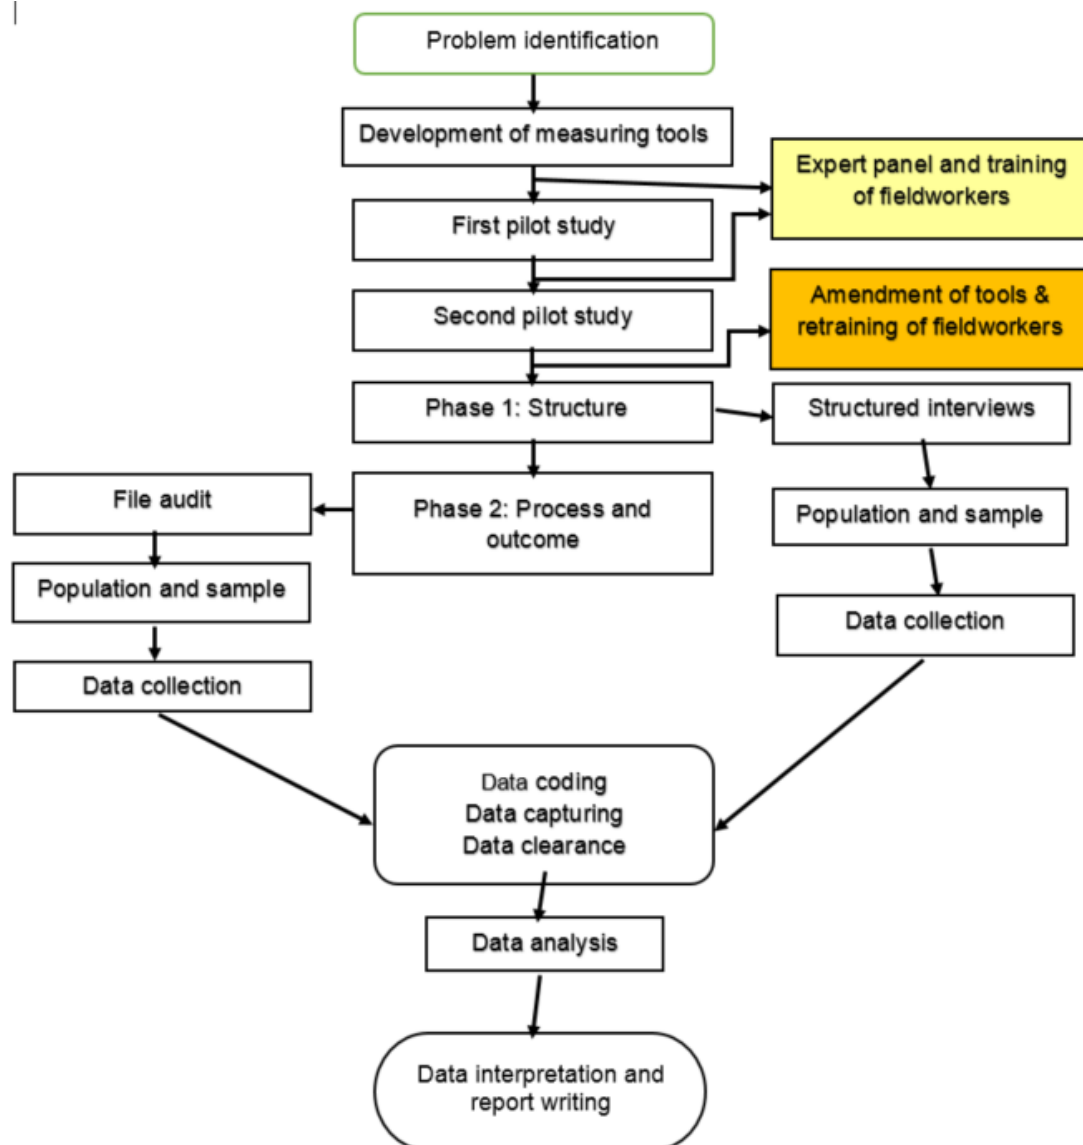 Problem identification
Development of measuring tools
Expert panel and training
of fieldworkers
First pilot study
Second pilot study
Amendment of tools &
retraining of fieldworkers
Phase 1: Structure
Structured interviews
File audit
Phase 2: Process and
outcome
Population and sample
Population and sample
Data collection
Data collection
Data coding
Data capturing
Data clearance
Data analysis
Data interpretation and
report writing